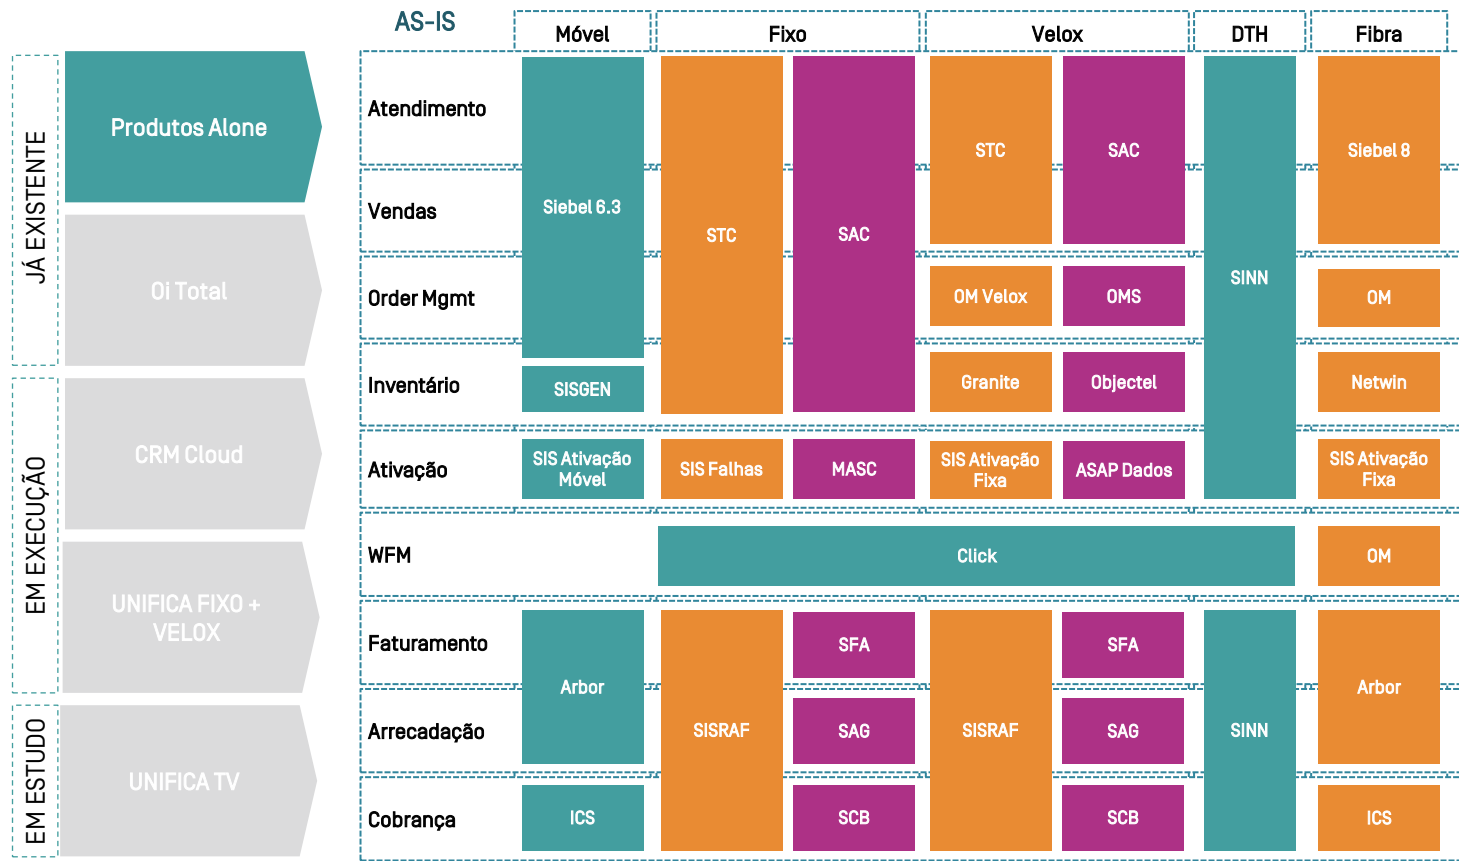 AS-IS
Móvel
Fixo
Velox
DTH
Fibra
JÁ EXISTENTE
Produtos Alone
Oi Total
EM EXECUÇÃO
CRM Cloud
UNIFICA FIXO +
VELOX
EM ESTUDO
UNIFICA TV
Atendimento
Vendas
Order Mgmt
Inventário
Ativação
WFM
Faturamento
Arrecadação
Cobrança
Siebel 6.3
SISGEN
SIS Ativação
Móvel
Arbor
ICS
STC
SIS Falhas
SISRAF
SAC
MASC
SFA
SAG
SCB
Click
STC
OM Velox
Granite
SIS Ativação
Fixa
SISRAF
SAC
OMS
Objectel
ASAP Dados
SFA
SAG
SCB
SINN
SINN
Siebel 8
OM
Netwin
SIS Ativação
Fixa
OM
Arbor
ICS